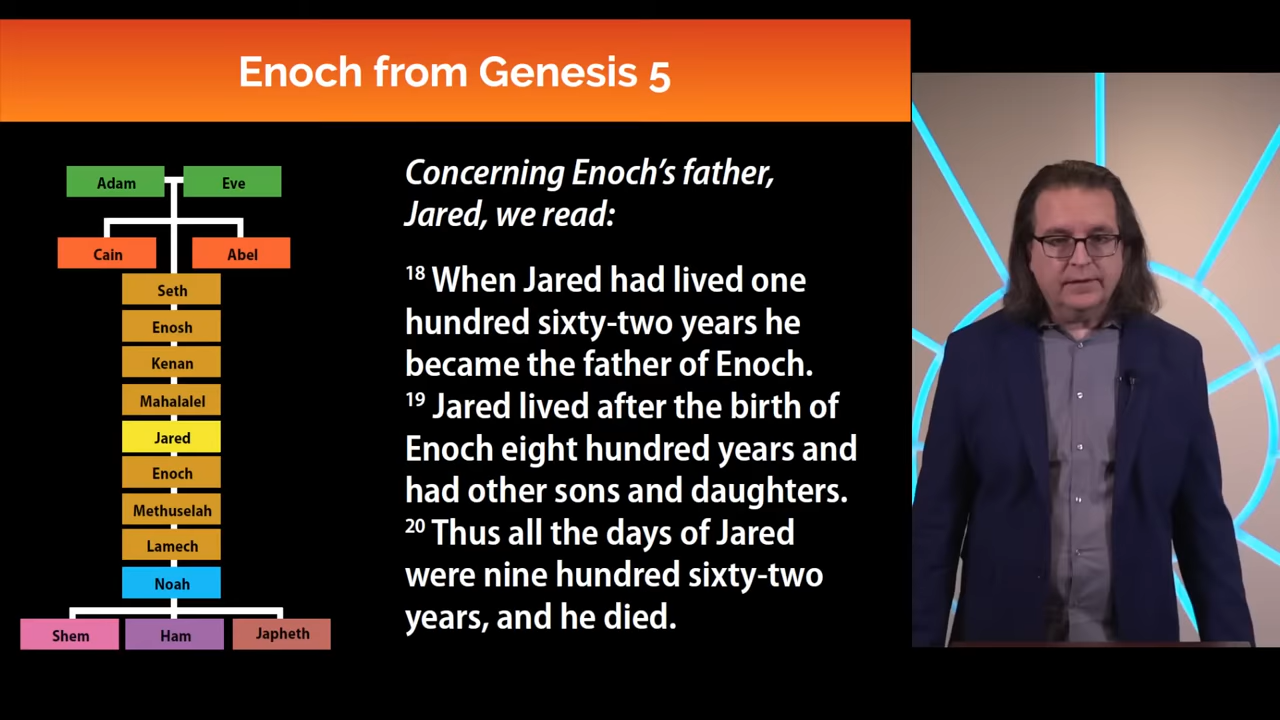 Enoch from Genesis 5
Adam
Eve
Cain
Abel
Seth
Enosh
Kenan
Mahalalel
Jared
Enoch
Methuselah
Lamech
Noah
Shem
Ham
Japheth
Concerning Enoch’s father,
Jared, we read:
18 When Jared had lived one
hundred sixty-two years he
became the father of Enoch.
19 Jared lived after the birth of
Enoch eight hundred years and
had other sons and daughters.
20 Thus all the days of Jared
were nine hundred sixty-two
years, and he died.